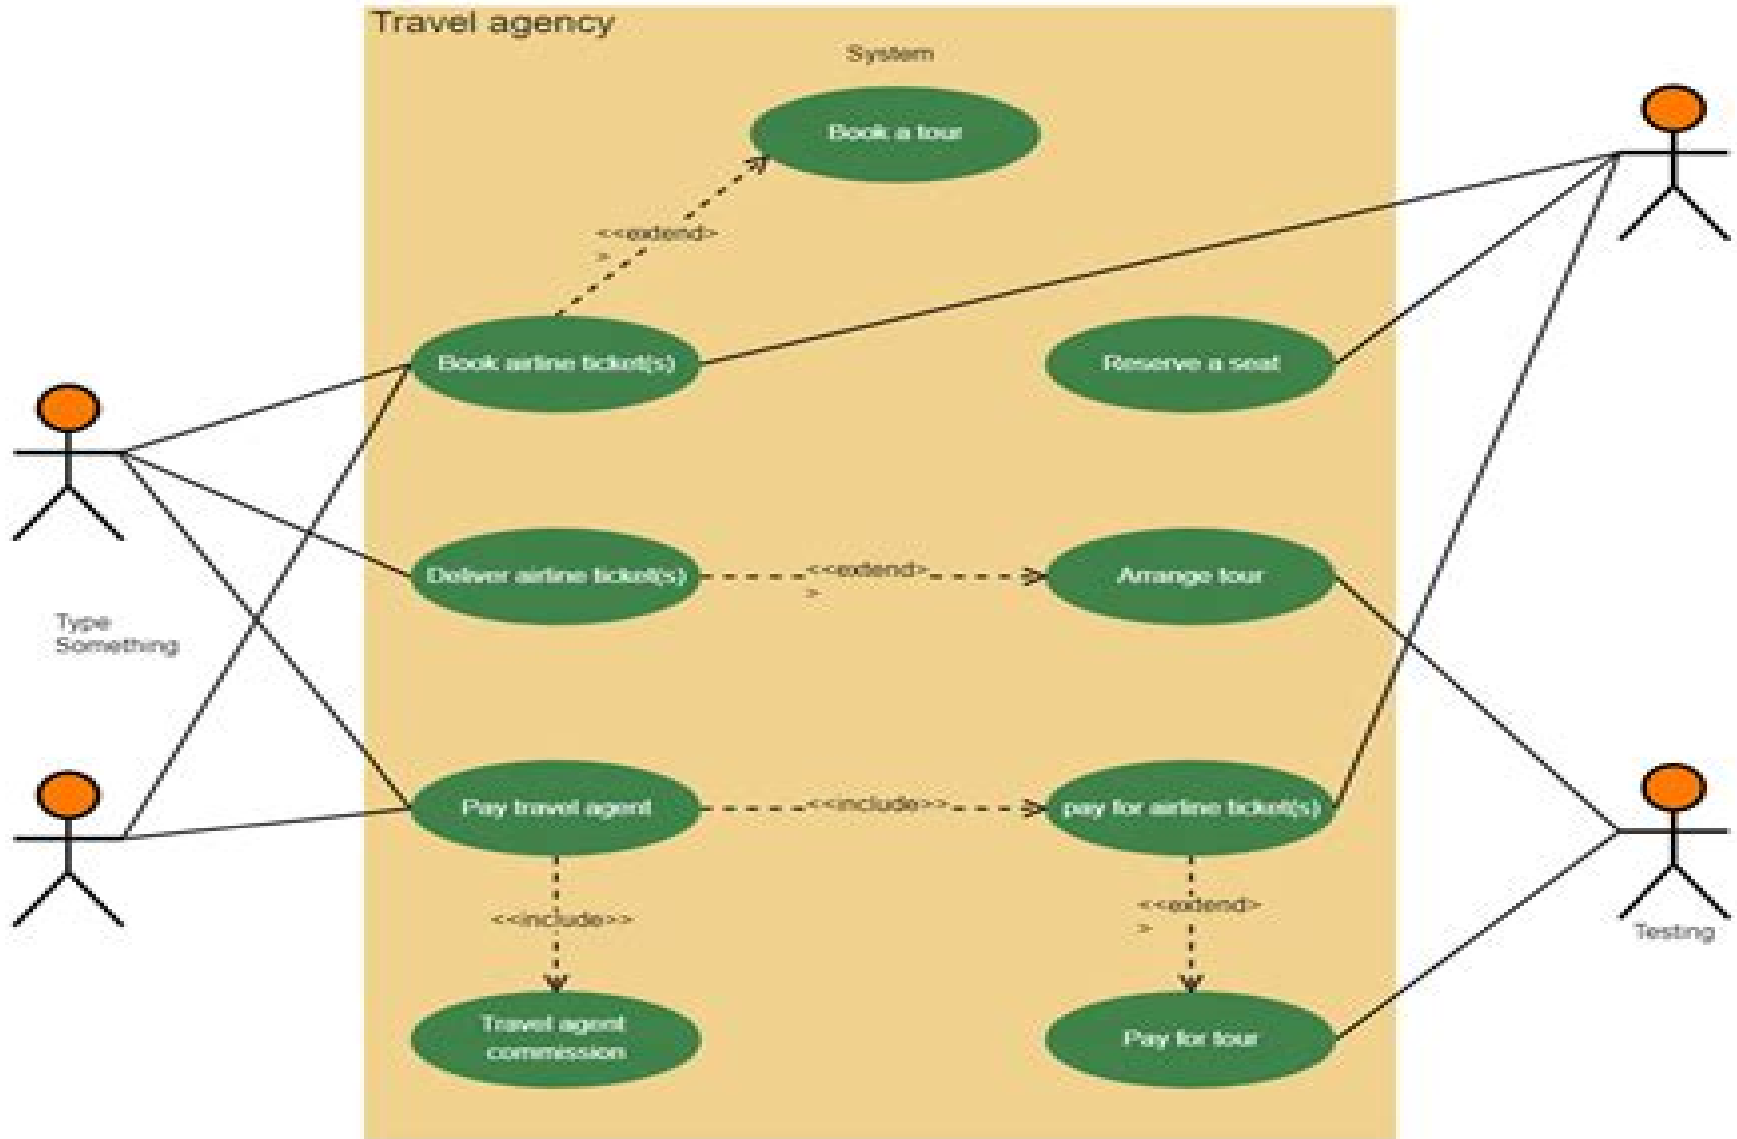 Travel agency
System
Book a tour
<<extend>
>
Book airline ticket(s)
Reserve a seat
Deliver airline ticket(s)
<<extend>
>
Arrange tour
Type
Something
Pay travel agent
<<include>>
pay for airline ticket(s)
<<include>>
<<extend>
>
Testing
Travel agent
commission
Pay for tour